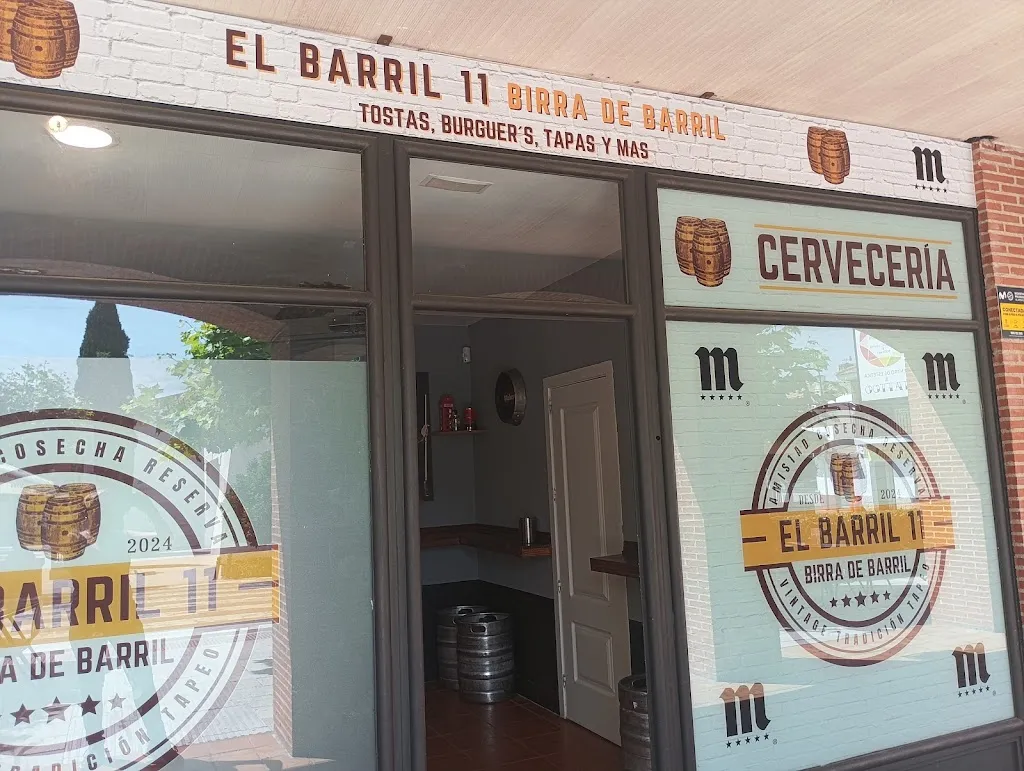 EL BARRIL 11 BIRRA DE BARRIL
TOSTAS, BURGUER'S, TAPAS Y MAS
m
CERVECERÍA
COSECHA RESERVA
2024
BARRIL 11
DE BARRIL
TRADICIÓN TAPEO
m
m
AMISTAD COSECHA RESERVA
DESDE 2024
EL BARRIL 11
BIRRA DE BARRIL
VINTAGE TRADICIÓN TAPEO
m
m